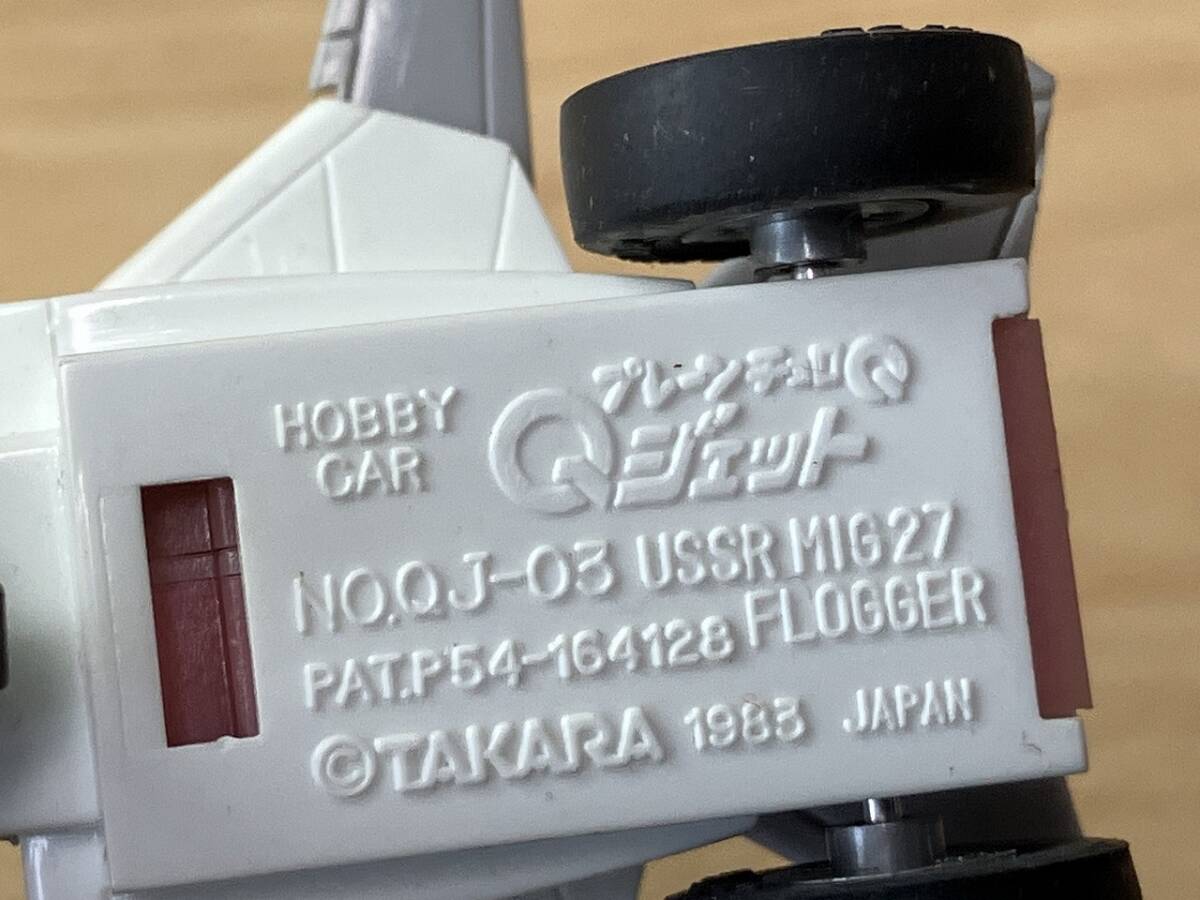 HOBBY
CAR
プレーンチョロQ
Qジェット
NO.QJ-03 USSR MIG27
FLOGGER
PAT.P54-164128
©TAKARA 1983 JAPAN